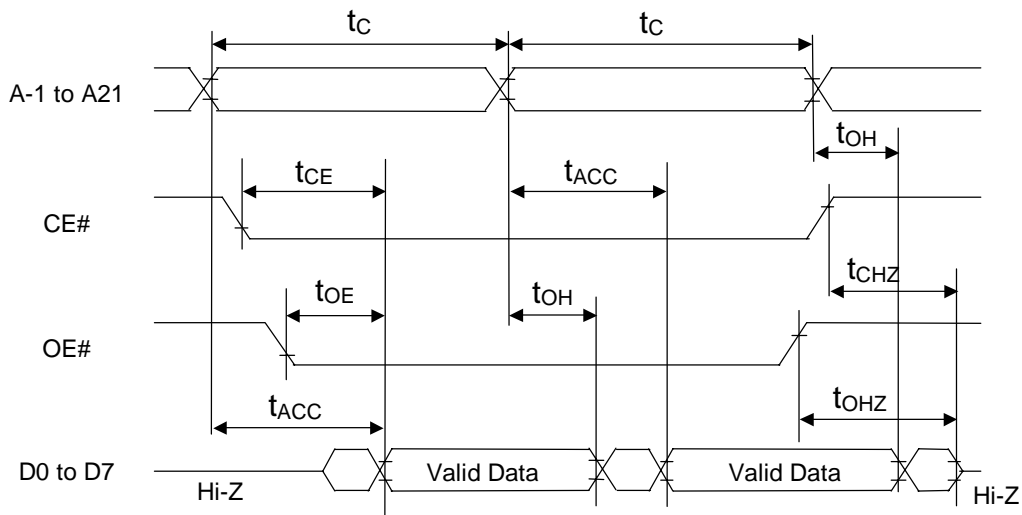 tC tC
A-1 to A21
tOH
tCE tACC
CE#
tCHZ
tOE tOH
OE#
tACC tOHZ
D0 to D7 Valid Data Valid Data
Hi-Z Hi-Z